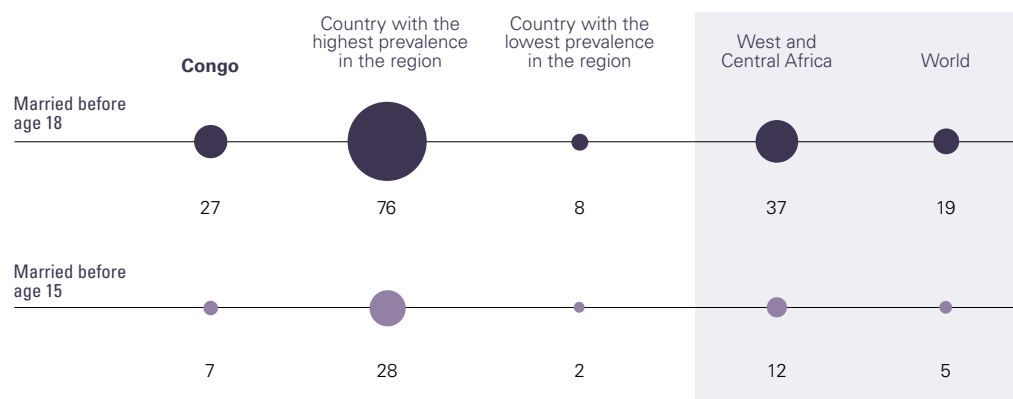 Congo
Country with the
highest prevalence
in the region
Country with the
lowest prevalence
in the region
West and
Central Africa
World
Married before
age 18
27
76
8
37
19
Married before
age 15
7
28
2
12
5